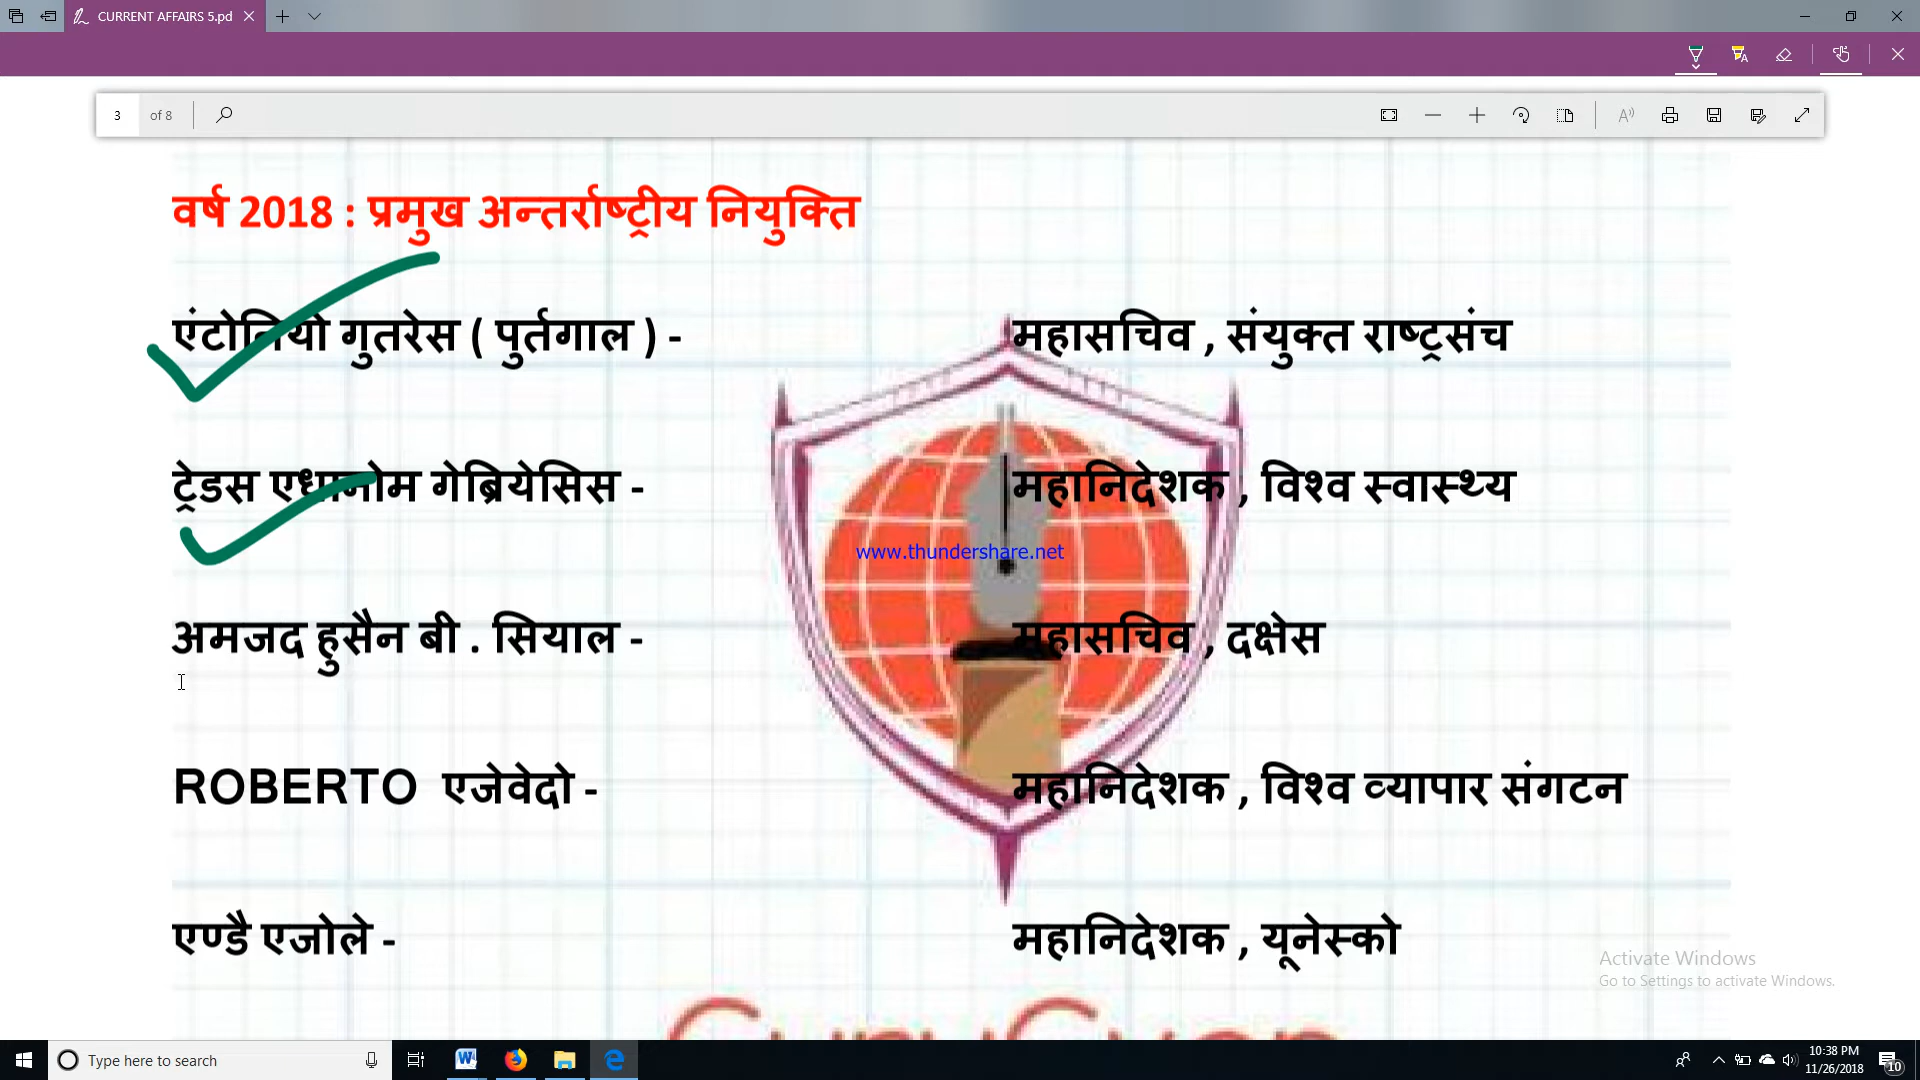 CURRENT AFFAIRS 5.pd
3 of 8
वर्ष 2018 : प्रमुख अन्तर्राष्ट्रीय नियुक्ति
एंटोनियो गुतरेस ( पुर्तगाल ) - महासचिव , संयुक्त राष्ट्रसंच
ट्रेडस एधानोम गेब्रियेसिस - महानिदेशक , विश्व स्वास्थ्य
www.thundershare.net
अमजद हुसैन बी . सियाल - महासचिव , दक्षेस
ROBERTO एजेवेदो - महानिदेशक , विश्व व्यापार संगटन
एण्डै एजोले - महानिदेशक , यूनेस्को
Activate Windows
Go to Settings to activate Windows.
Type here to search
10:38 PM
11/26/2018
10